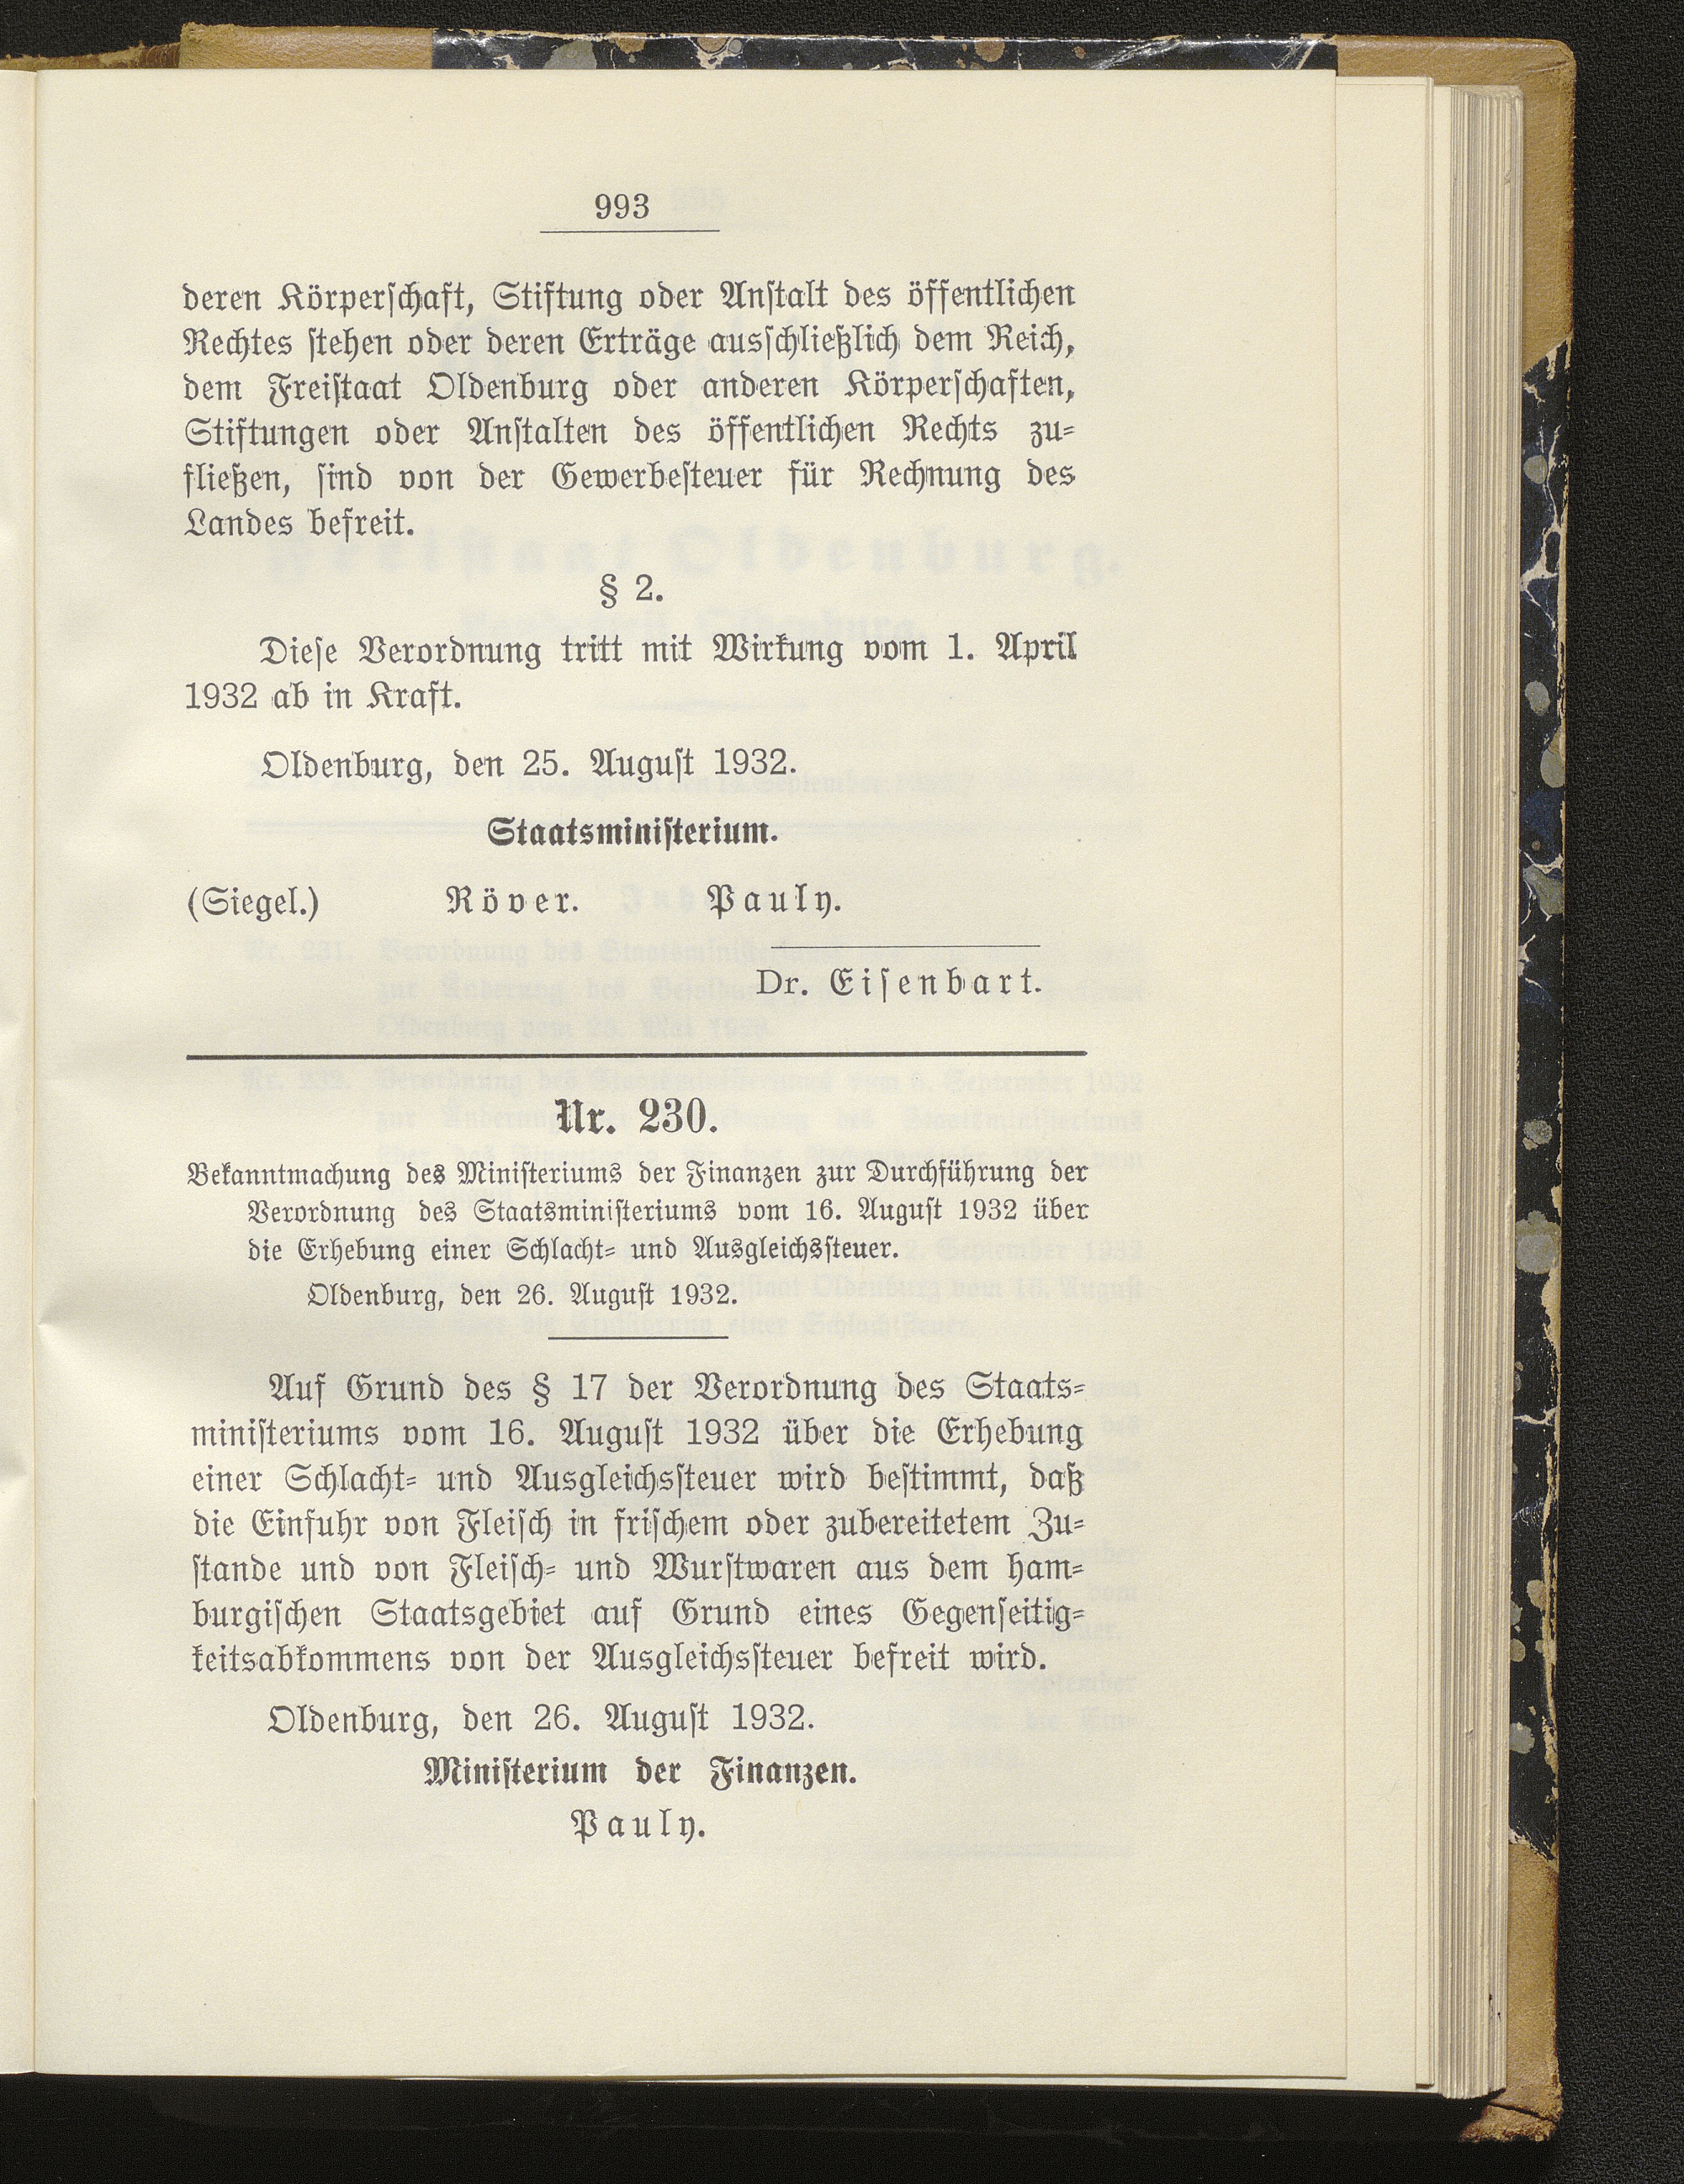 993
deren Körperschaft, Stiftung oder Anstalt des öffentlichen
Rechtes stehen oder deren Erträge ausschließlich dem Reich,
dem Freistaat Oldenburg oder anderen Körperschaften,
Stiftungen oder Anstalten des öffentlichen Rechts zu-
fließen, sind von der Gewerbesteuer für Rechnung des
Landes befreit.
§ 2.
Diese Verordnung tritt mit Wirkung vom 1. April
1932 ab in Kraft.
Oldenburg, den 25. August 1932.
Staatsministerium.
(Siegel.) Röver. Pauly.
Dr. Eisenbart.
Nr. 230.
Bekanntmachung des Ministeriums der Finanzen zur Durchführung der
Verordnung des Staatsministeriums vom 16. August 1932 über
die Erhebung einer Schlacht- und Ausgleichssteuer.
Oldenburg, den 26. August 1932.
Auf Grund des § 17 der Verordnung des Staats-
ministeriums vom 16. August 1932 über die Erhebung
einer Schlacht- und Ausgleichssteuer wird bestimmt, daß
die Einfuhr von Fleisch in frischem oder zubereitetem Zu-
stande und von Fleisch- und Wurstwaren aus dem ham-
burgischen Staatsgebiet auf Grund eines Gegenseitig-
keitsabkommens von der Ausgleichssteuer befreit wird.
Oldenburg, den 26. August 1932.
Ministerium der Finanzen.
Pauly.